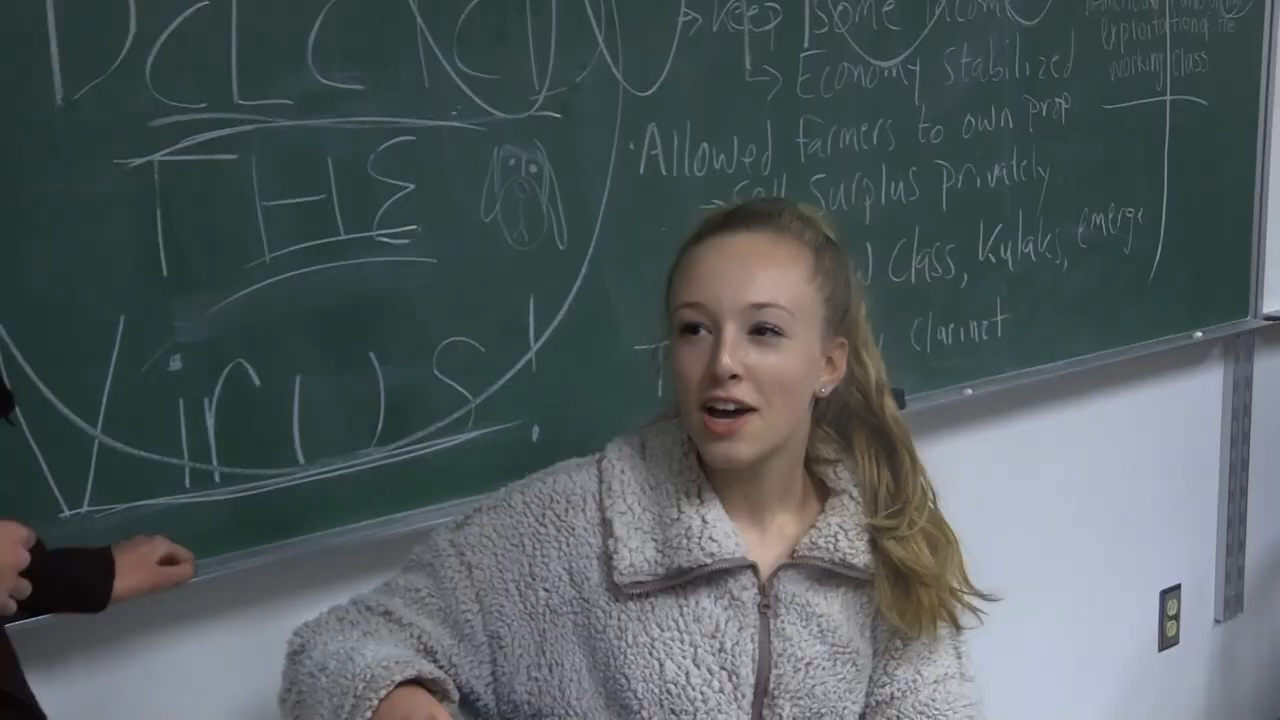 THE
Virus!
→ keep some income
↳ Economy stabilized
· Allowed farmers to own prop
→ Sell Surplus privately
Class, Kulaks, emerge
Clarinet
exploitation of the
working class